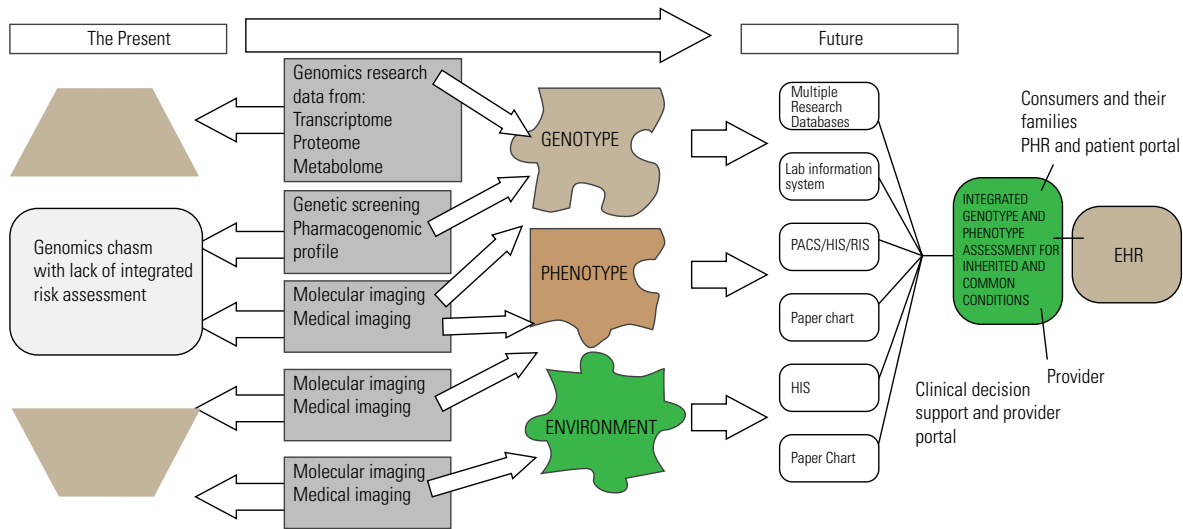 The Present
Future
Genomics research
data from:
Transcriptome
Proteome
Metabolome
Genetic screening
Pharmacogenomic
profile
Molecular imaging
Medical imaging
Molecular imaging
Medical imaging
Molecular imaging
Medical imaging
Genomics chasm
with lack of integrated
risk assessment
GENOTYPE
PHENOTYPE
ENVIRONMENT
Multiple
Research
Databases
Lab information
system
PACS/HIS/RIS
Paper chart
HIS
Paper Chart
Consumers and their
families
PHR and patient portal
INTEGRATED
GENOTYPE AND
PHENOTYPE
ASSESSMENT FOR
INHERITED AND
COMMON
CONDITIONS
EHR
Provider
Clinical decision
support and provider
portal